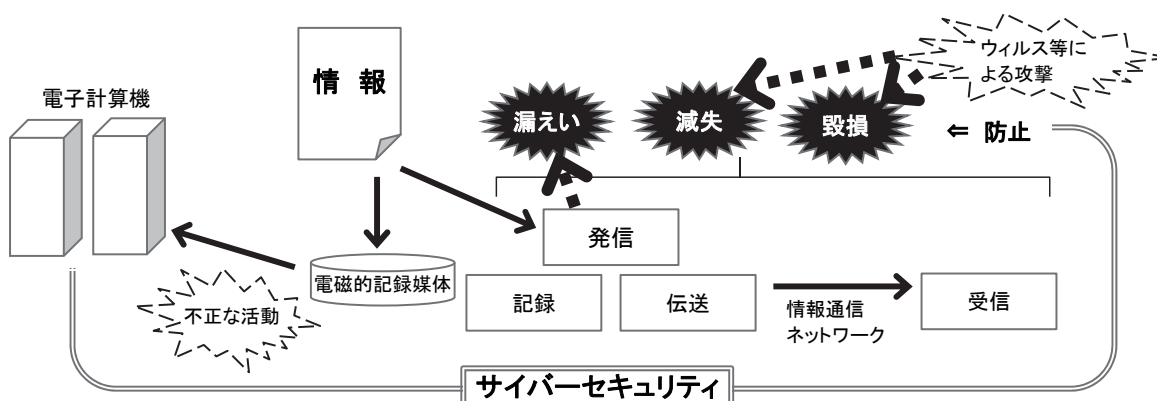 ウィルス等に
よる攻撃
情 報
電子計算機
漏えい
減失
毀損
⇐ 防止
発信
電磁的記録媒体
記録
伝送
情報通信
ネットワーク
受信
不正な活動
サイバーセキュリティ